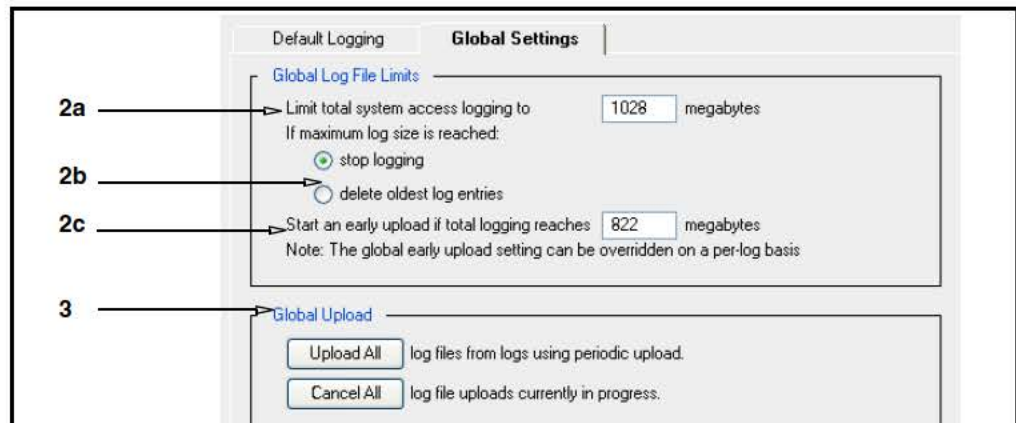 Default Logging Global Settings
Global Log File Limits
2a Limit total system access logging to 1028 megabytes
If maximum log size is reached:
stop logging
2b
delete oldest log entries
2c Start an early upload if total logging reaches 822 megabytes
Note: The global early upload setting can be overridden on a per-log basis
3 Global Upload
Upload All log files from logs using periodic upload.
Cancel All log file uploads currently in progress.